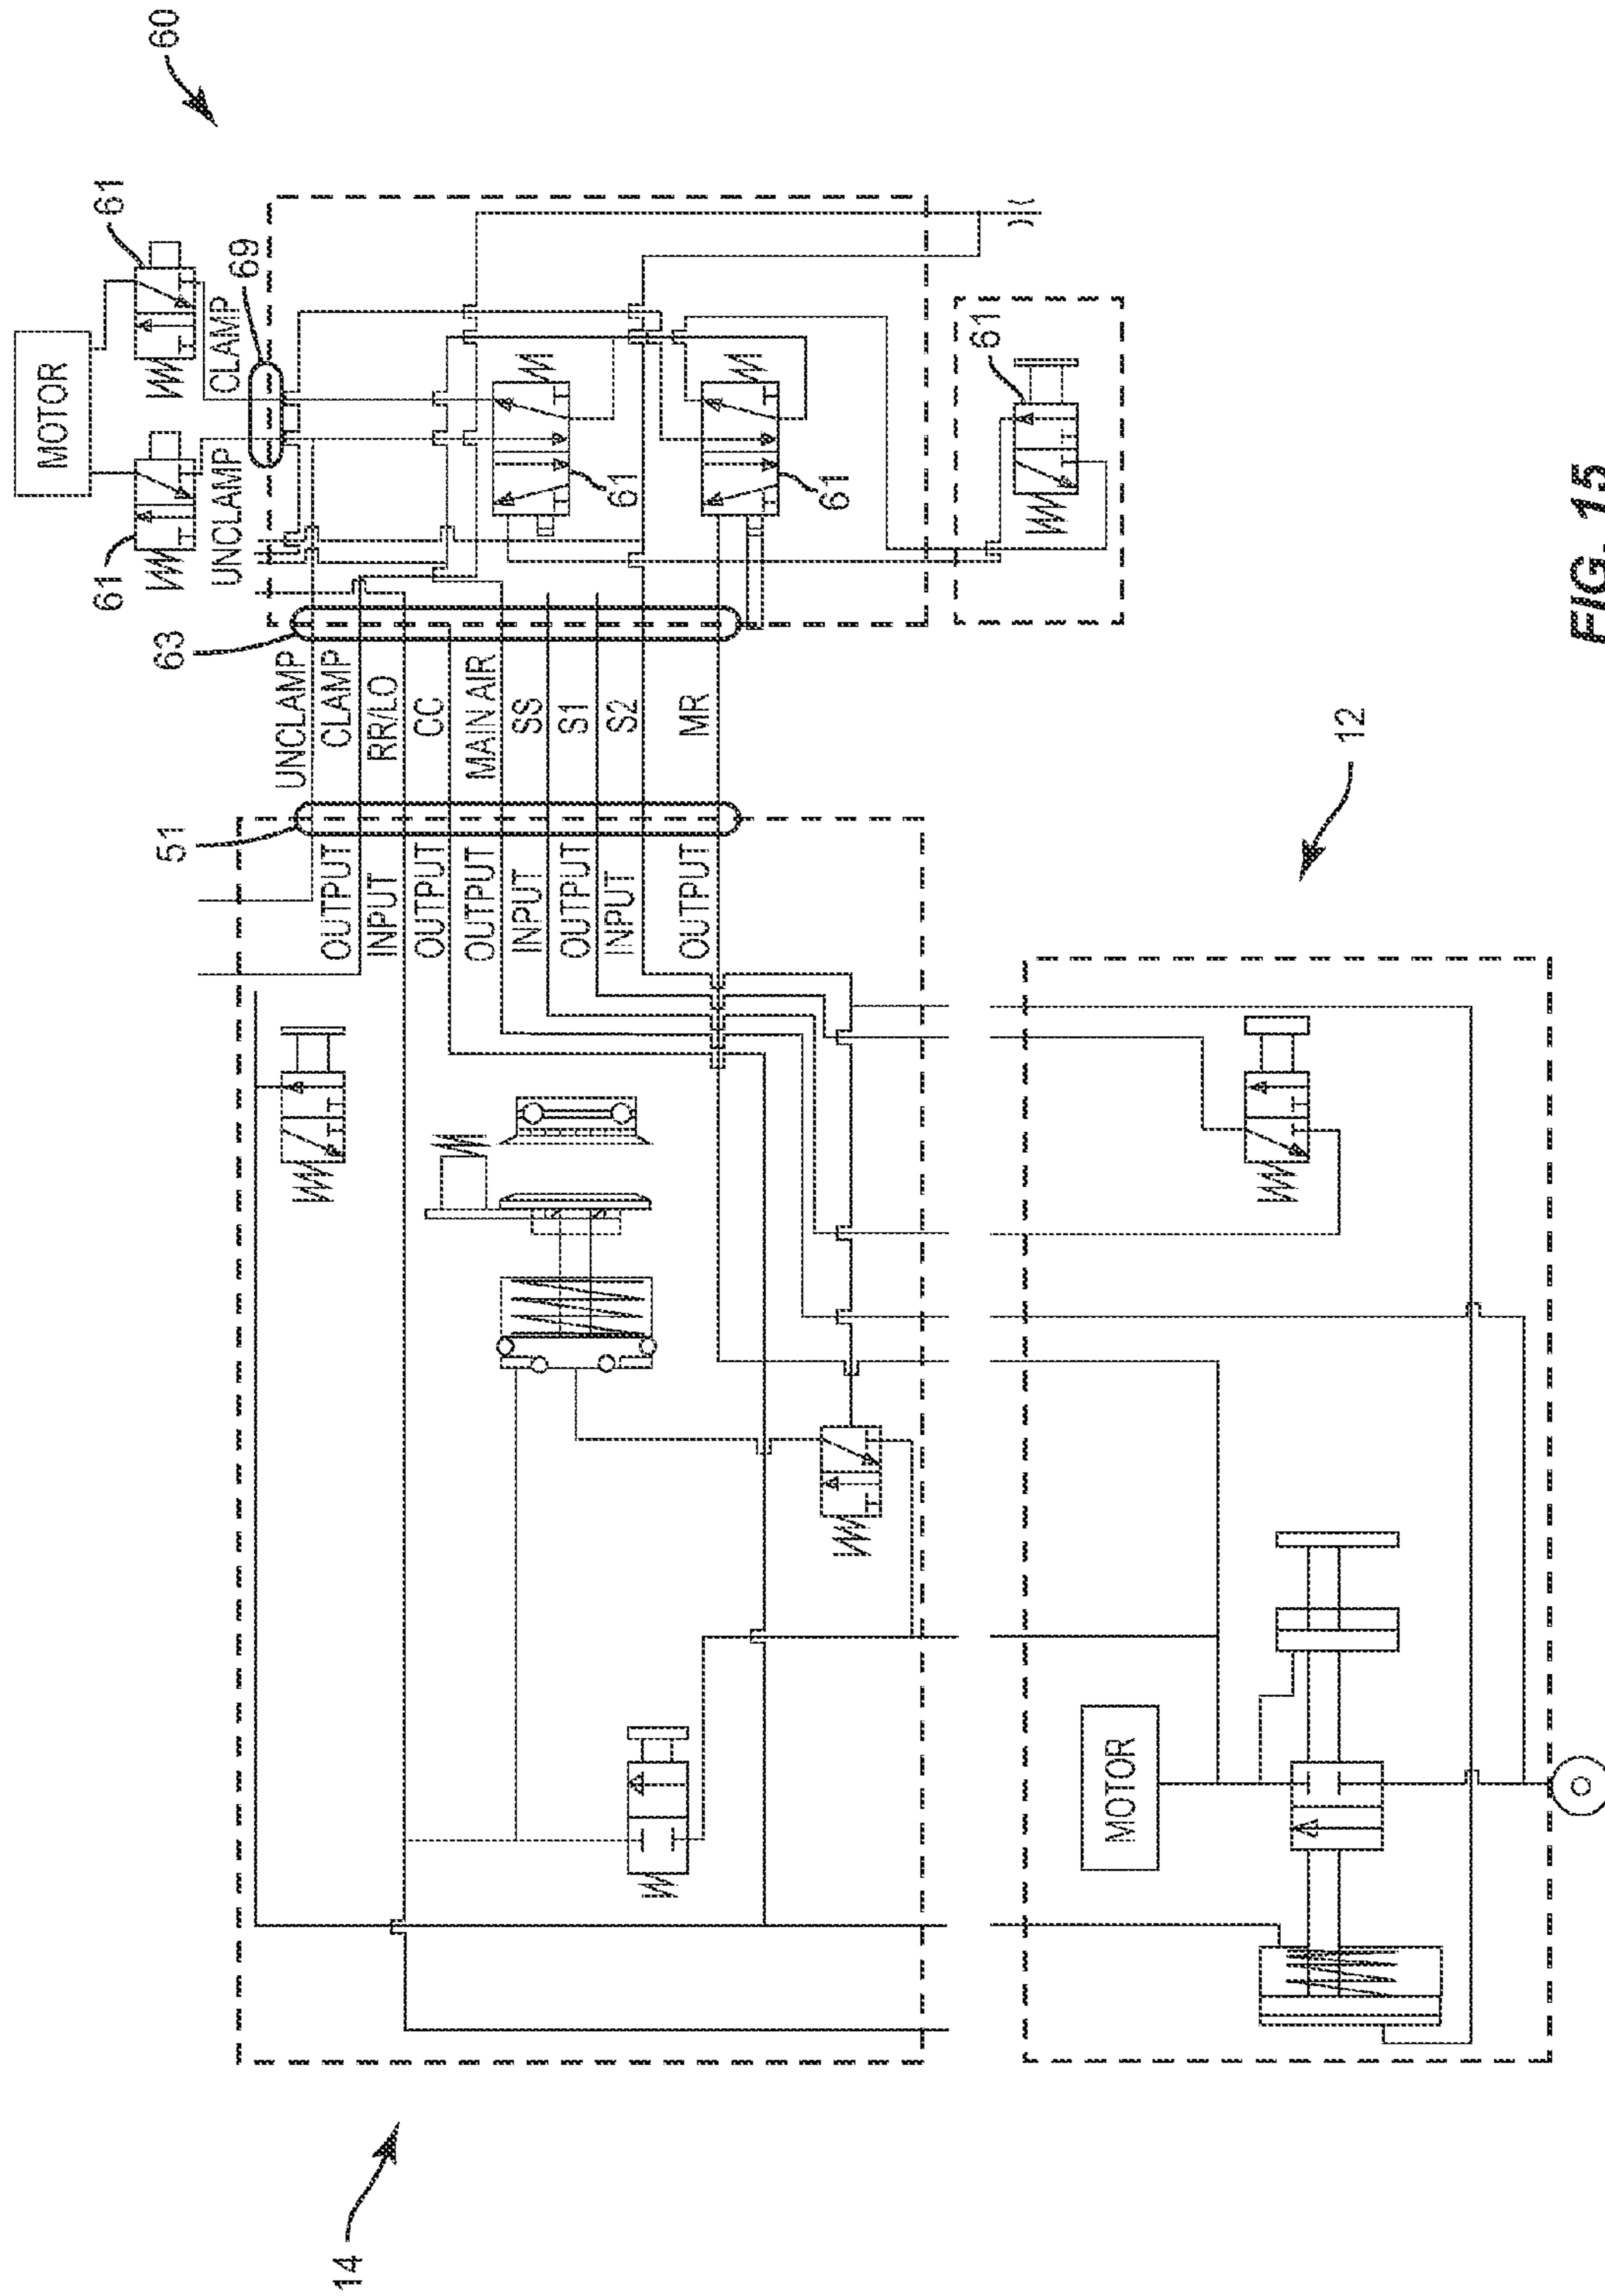 60
MOTOR
61
61
69
CLAMP
UNCLAMP
61
61
61
63
UNCLAMP
CLAMP
RR/LO
CC
MAIN AIR
SS
S1
S2
MR
51
OUTPUT
INPUT
OUTPUT
OUTPUT
INPUT
OUTPUT
INPUT
OUTPUT
12
14
MOTOR
FIG. 15